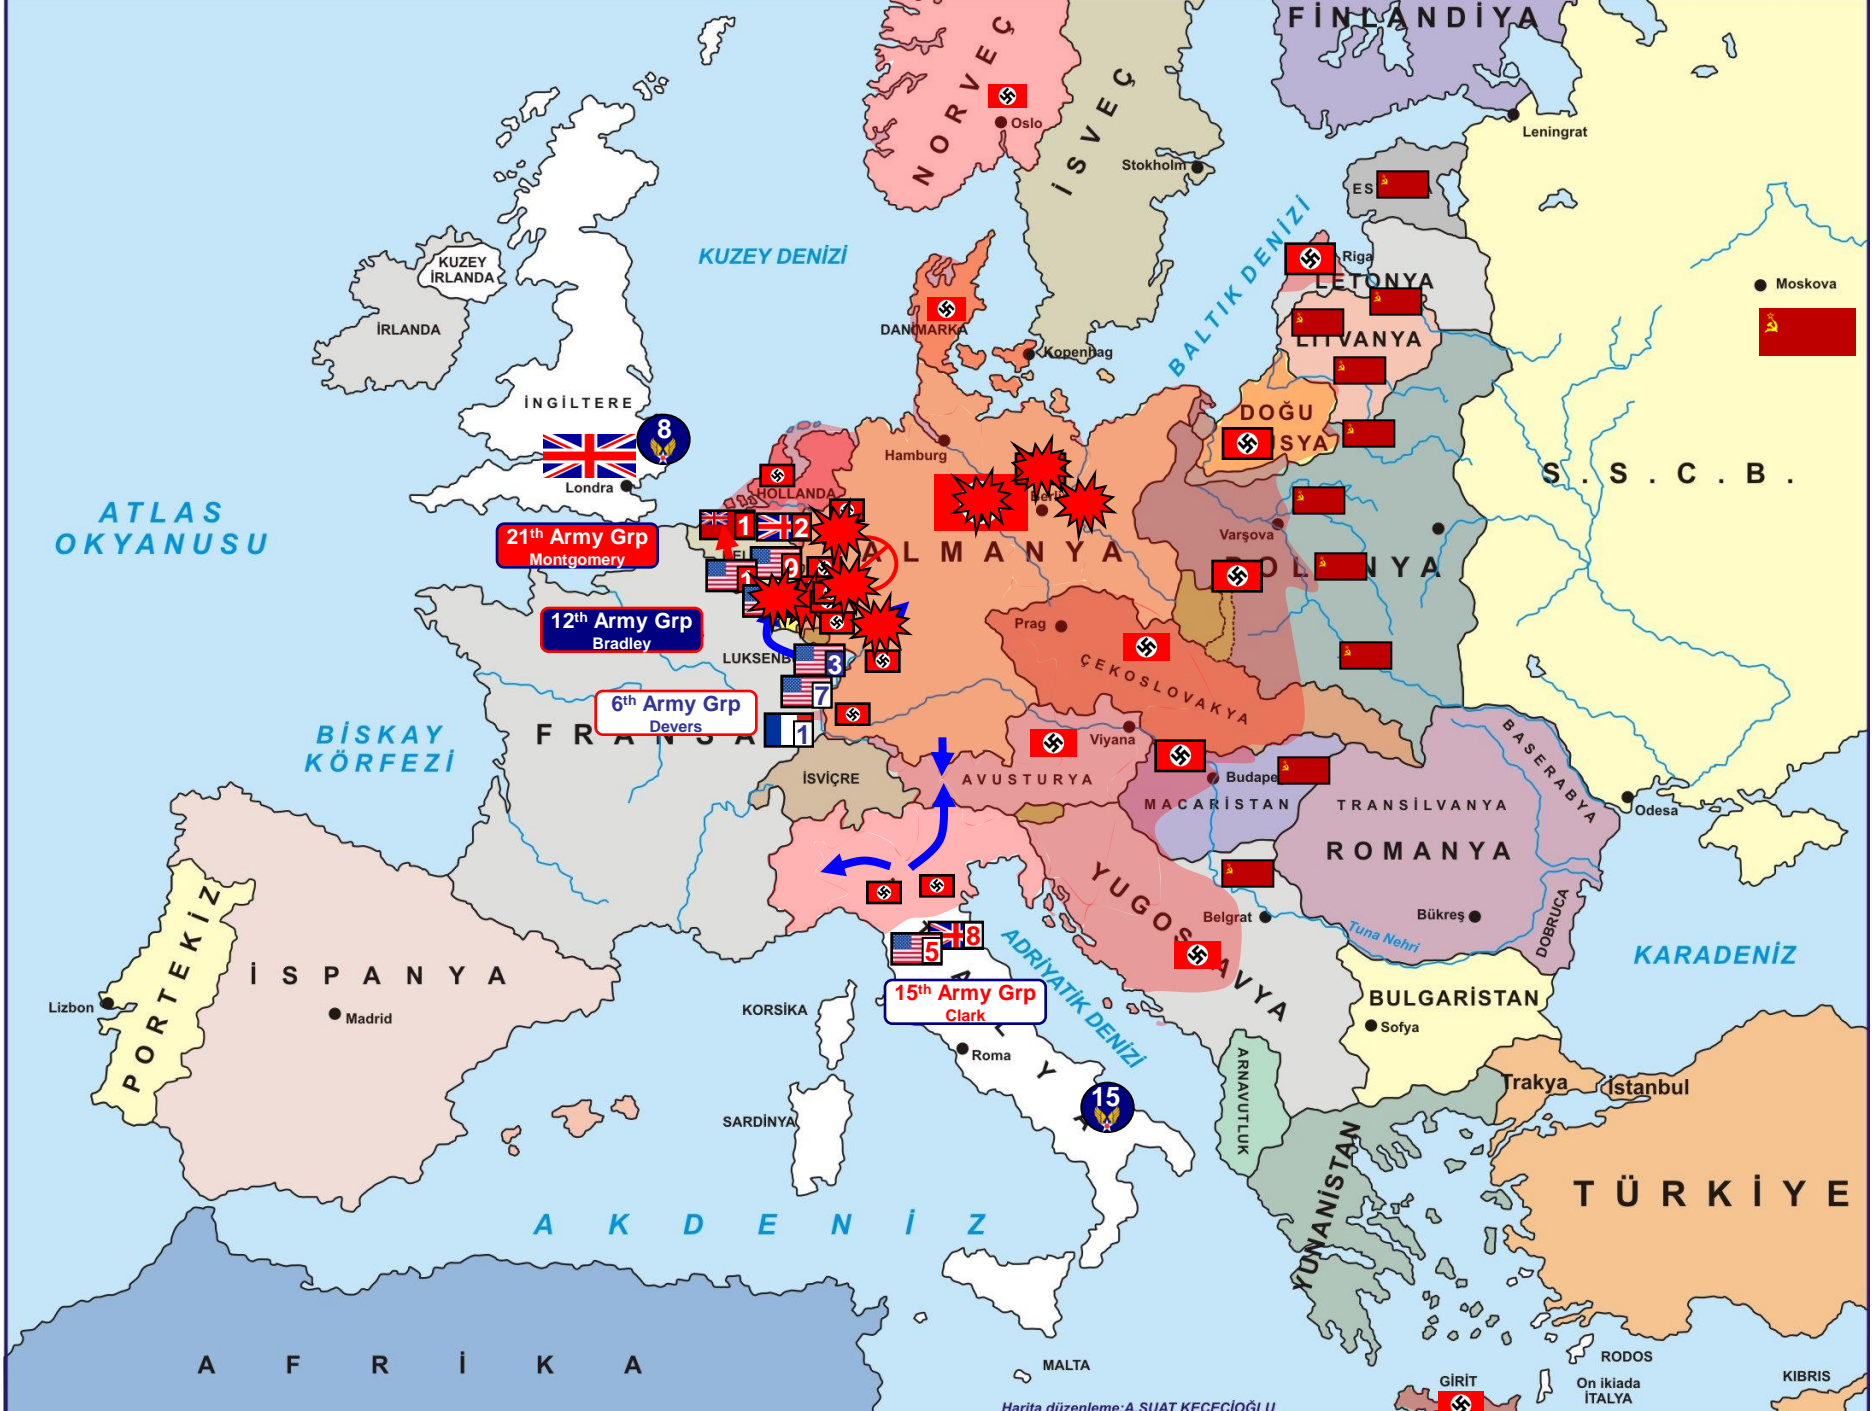 FİNLANDİYA
NORVEÇ
Oslo
İSVEÇ
Leningrat
Stokholm
KUZEY DENİZİ
KUZEY
İRLANDA
İRLANDA
BALTIK DENİZİ
Riga
LETONYA
Moskova
DANİMARKA
LİTVANYA
Kopenhag
İNGİLTERE
8
DOĞU
Hamburg
Londra
HOLLANDA
S.S.C.B.
ATLAS
OKYANUSU
21th Army Grp
Montgomery
1
2
9
1
Varşova
ALMANYA
12th Army Grp
Bradley
Prag
ÇEKOSLOVAKYA
3
7
6th Army Grp
Devers
1
FRANSA
BİSKAY
KÖRFEZİ
Viyana
İSVİÇRE
AVUSTURYA
MACARİSTAN
TRANSİLVANYA
BASERABYA
Odesa
ROMANYA
YUGOSLAVYA
Belgrat
Bükreş
DOBRUCA
Tuna Nehri
8
5
ADRİYATİK DENİZİ
KARADENİZ
PORTEKİZ
İSPANYA
15th Army Grp
Clark
BULGARİSTAN
Lizbon
Madrid
KORSİKA
Sofya
Roma
ARNAVUTLUK
Trakya
İstanbul
15
SARDİNYA
YUNANİSTAN
TÜRKİYE
AKDENİZ
AFRİKA
MALTA
RODOS
GİRİT
On ikiada
İTALYA
KIBRIS
Harita düzenleme:A.SUAT KEÇECİOĞLU